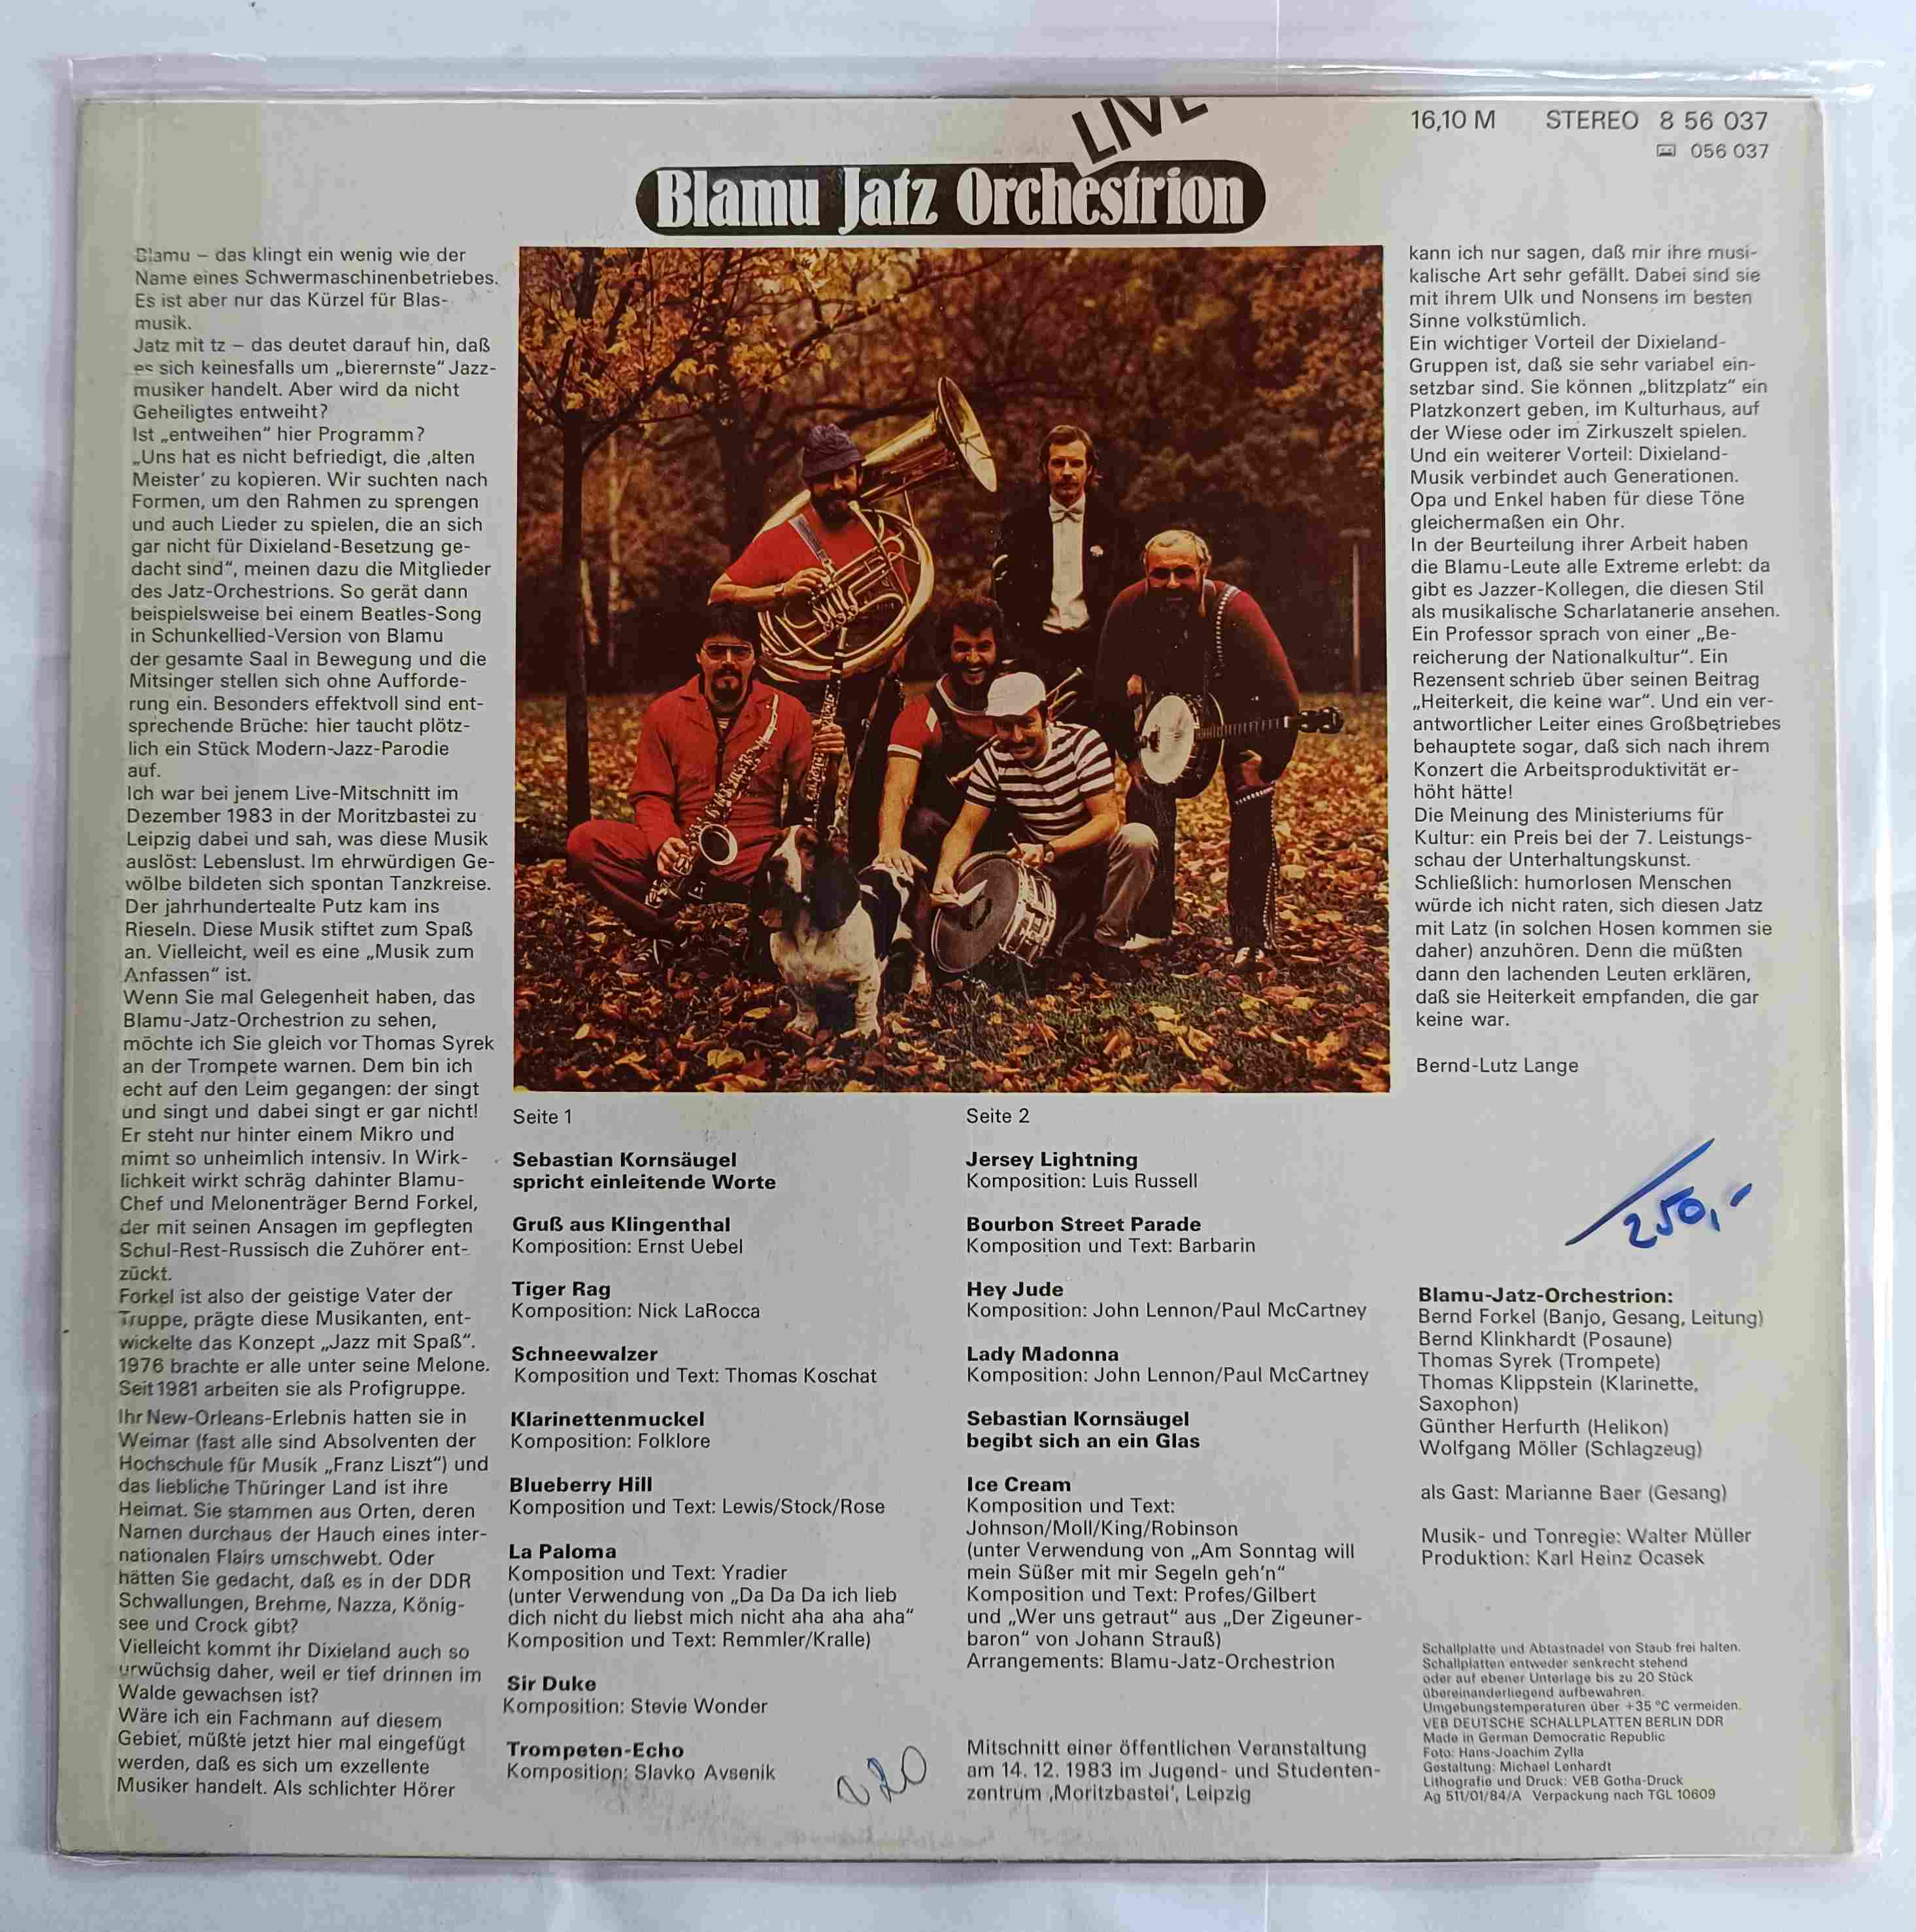 LIVE
Blamu Jatz Orchestrion
16,10 M STEREO 8 56 037
056 037
Blamu – das klingt ein wenig wie der
Name eines Schwermaschinenbetriebes.
Es ist aber nur das Kürzel für Blas-
musik.
Jatz mit tz – das deutet darauf hin, daß
es sich keinesfalls um „bierernste“ Jazz-
musiker handelt. Aber wird da nicht
Geheiligtes entweiht?
Ist „entweihen“ hier Programm?
„Uns hat es nicht befriedigt, die ‚alten
Meister‘ zu kopieren. Wir suchten nach
Formen, um den Rahmen zu sprengen
und auch Lieder zu spielen, die an sich
gar nicht für Dixieland-Besetzung ge-
dacht sind“, meinen dazu die Mitglieder
des Jatz-Orchestrions. So gerät dann
beispielsweise bei einem Beatles-Song
in Schunkellied-Version von Blamu
der gesamte Saal in Bewegung und die
Mitsinger stellen sich ohne Aufforde-
rung ein. Besonders effektvoll sind ent-
sprechende Brüche: hier taucht plötz-
lich ein Stück Modern-Jazz-Parodie
auf.
Ich war bei jenem Live-Mitschnitt im
Dezember 1983 in der Moritzbastei zu
Leipzig dabei und sah, was diese Musik
auslöst: Lebenslust. Im ehrwürdigen Ge-
wölbe bildeten sich spontan Tanzkreise.
Der jahrhundertealte Putz kam ins
Rieseln. Diese Musik stiftet zum Spaß
an. Vielleicht, weil es eine „Musik zum
Anfassen“ ist.
Wenn Sie mal Gelegenheit haben, das
Blamu-Jatz-Orchestrion zu sehen,
möchte ich Sie gleich vor Thomas Syrek
an der Trompete warnen. Dem bin ich
echt auf den Leim gegangen: der singt
und singt und dabei singt er gar nicht!
Er steht nur hinter einem Mikro und
mimt so unheimlich intensiv. In Wirk-
lichkeit wirkt schräg dahinter Blamu-
Chef und Melonenträger Bernd Forkel,
der mit seinen Ansagen im gepflegten
Schul-Rest-Russisch die Zuhörer ent-
zückt.
Forkel ist also der geistige Vater der
Truppe, prägte diese Musikanten, ent-
wickelte das Konzept „Jazz mit Spaß“.
1976 brachte er alle unter seine Melone.
Seit 1981 arbeiten sie als Profigruppe.
Ihr New-Orleans-Erlebnis hatten sie in
Weimar (fast alle sind Absolventen der
Hochschule für Musik „Franz Liszt“) und
das liebliche Thüringer Land ist ihre
Heimat. Sie stammen aus Orten, deren
Namen durchaus der Hauch eines inter-
nationalen Flairs umschwebt. Oder
hätten Sie gedacht, daß es in der DDR
Schwallungen, Brehme, Nazza, König-
see und Crock gibt?
Vielleicht kommt ihr Dixieland auch so
urwüchsig daher, weil er tief drinnen im
Walde gewachsen ist?
Wäre ich ein Fachmann auf diesem
Gebiet, müßte jetzt hier mal eingefügt
werden, daß es sich um exzellente
Musiker handelt. Als schlichter Hörer
kann ich nur sagen, daß mir ihre musi-
kalische Art sehr gefällt. Dabei sind sie
mit ihrem Ulk und Nonsens im besten
Sinne volkstümlich.
Ein wichtiger Vorteil der Dixieland-
Gruppen ist, daß sie sehr variabel ein-
setzbar sind. Sie können „blitzplatz“ ein
Platzkonzert geben, im Kulturhaus, auf
der Wiese oder im Zirkuszelt spielen.
Und ein weiterer Vorteil: Dixieland-
Musik verbindet auch Generationen.
Opa und Enkel haben für diese Töne
gleichermaßen ein Ohr.
In der Beurteilung ihrer Arbeit haben
die Blamu-Leute alle Extreme erlebt: da
gibt es Jazzer-Kollegen, die diesen Stil
als musikalische Scharlatanerie ansehen.
Ein Professor sprach von einer „Be-
reicherung der Nationalkultur“. Ein
Rezensent schrieb über seinen Beitrag
„Heiterkeit, die keine war“. Und ein ver-
antwortlicher Leiter eines Großbetriebes
behauptete sogar, daß sich nach ihrem
Konzert die Arbeitsproduktivität er-
höht hätte!
Die Meinung des Ministeriums für
Kultur: ein Preis bei der 7. Leistungs-
schau der Unterhaltungskunst.
Schließlich: humorlosen Menschen
würde ich nicht raten, sich diesen Jatz
mit Latz (in solchen Hosen kommen sie
daher) anzuhören. Denn die müßten
dann den lachenden Leuten erklären,
daß sie Heiterkeit empfanden, die gar
keine war.
Bernd-Lutz Lange
Seite 1
Sebastian Kornsäugel
spricht einleitende Worte
Gruß aus Klingenthal
Komposition: Ernst Uebel
Tiger Rag
Komposition: Nick LaRocca
Schneewalzer
Komposition und Text: Thomas Koschat
Klarinettenmuckel
Komposition: Folklore
Blueberry Hill
Komposition und Text: Lewis/Stock/Rose
La Paloma
Komposition und Text: Yradier
(unter Verwendung von „Da Da Da ich lieb
dich nicht du liebst mich nicht aha aha aha“
Komposition und Text: Remmler/Kralle)
Sir Duke
Komposition: Stevie Wonder
Trompeten-Echo
Komposition: Slavko Avsenik
Seite 2
Jersey Lightning
Komposition: Luis Russell
Bourbon Street Parade
Komposition und Text: Barbarin
Hey Jude
Komposition: John Lennon/Paul McCartney
Lady Madonna
Komposition: John Lennon/Paul McCartney
Sebastian Kornsäugel
begibt sich an ein Glas
Ice Cream
Komposition und Text:
Johnson/Moll/King/Robinson
(unter Verwendung von „Am Sonntag will
mein Süßer mit mir Segeln geh'n“
Komposition und Text: Profes/Gilbert
und „Wer uns getraut“ aus „Der Zigeuner-
baron“ von Johann Strauß)
Arrangements: Blamu-Jatz-Orchestrion
Mitschnitt einer öffentlichen Veranstaltung
am 14. 12. 1983 im Jugend- und Studenten-
zentrum ‚Moritzbastei‘, Leipzig
250,-
Blamu-Jatz-Orchestrion:
Bernd Forkel (Banjo, Gesang, Leitung)
Bernd Klinkhardt (Posaune)
Thomas Syrek (Trompete)
Thomas Klippstein (Klarinette,
Saxophon)
Günther Herfurth (Helikon)
Wolfgang Möller (Schlagzeug)
als Gast: Marianne Baer (Gesang)
Musik- und Tonregie: Walter Müller
Produktion: Karl Heinz Ocasek
Schallplatte und Abtastnadel von Staub frei halten.
Schallplatten entweder senkrecht stehend
oder auf ebener Unterlage bis zu 20 Stück
übereinanderliegend aufbewahren.
Umgebungstemperaturen über +35 °C vermeiden.
VEB DEUTSCHE SCHALLPLATTEN BERLIN DDR
Made in German Democratic Republic
Foto: Hans-Joachim Zylla
Gestaltung: Michael Lenhardt
Lithografie und Druck: VEB Gotha-Druck
Ag 511/01/84/A Verpackung nach TGL 10609